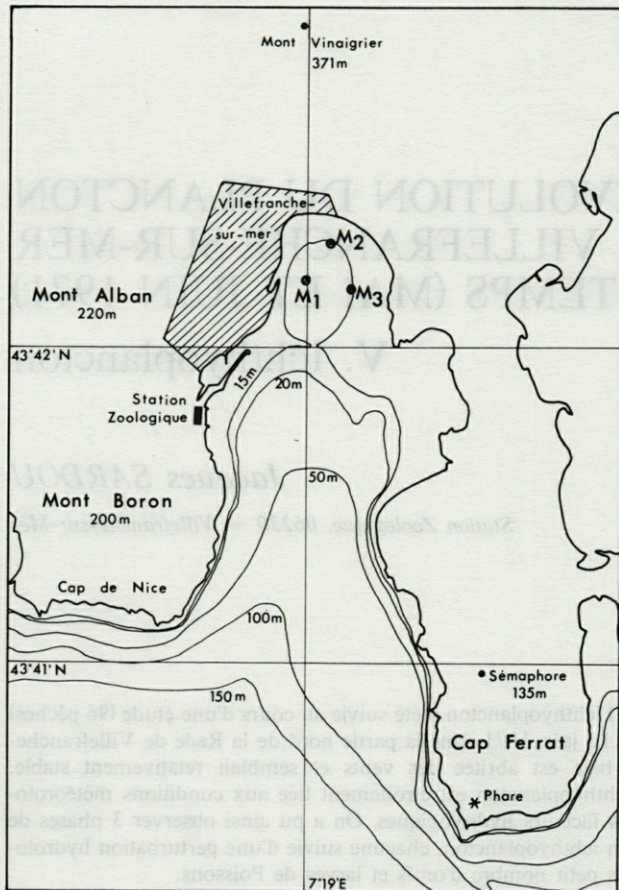 Mont Vinaigrier
371m
Villefranche-
sur-mer
M2
M1
M3
Mont Alban
220m
43°42' N
15m
20m
Station
Zoologique
50m
Mont Boron
200m
Cap de Nice
100m
43°41' N
150m
Sémaphore
135m
Cap Ferrat
Phare
7°19'E